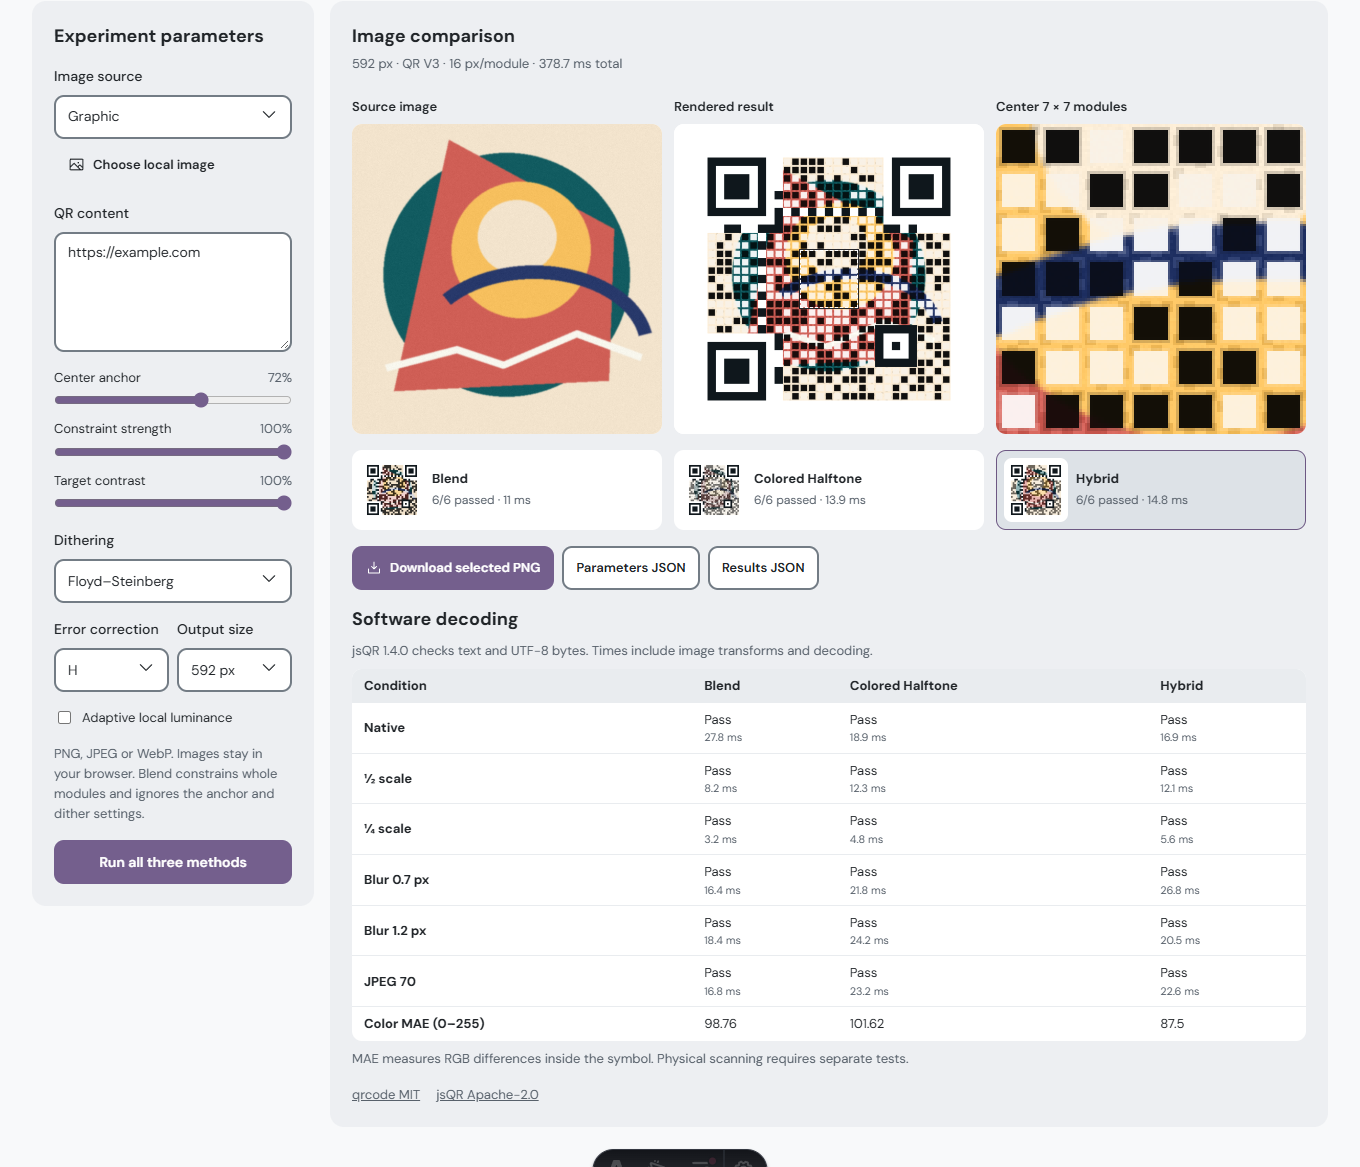 Experiment parameters
Image source
Graphic
Choose local image
QR content
https://example.com
Center anchor 72%
Constraint strength 100%
Target contrast 100%
Dithering
Floyd–Steinberg
Error correction Output size
H 592 px
Adaptive local luminance
PNG, JPEG or WebP. Images stay in
your browser. Blend constrains whole
modules and ignores the anchor and
dither settings.
Run all three methods
Image comparison
592 px · QR V3 · 16 px/module · 378.7 ms total
Source image Rendered result Center 7 × 7 modules
Blend
6/6 passed · 11 ms
Colored Halftone
6/6 passed · 13.9 ms
Hybrid
6/6 passed · 14.8 ms
Download selected PNG Parameters JSON Results JSON
Software decoding
jsQR 1.4.0 checks text and UTF-8 bytes. Times include image transforms and decoding.
Condition Blend Colored Halftone Hybrid
Native Pass Pass Pass
27.8 ms 18.9 ms 16.9 ms
½ scale Pass Pass Pass
8.2 ms 12.3 ms 12.1 ms
¼ scale Pass Pass Pass
3.2 ms 4.8 ms 5.6 ms
Blur 0.7 px Pass Pass Pass
16.4 ms 21.8 ms 26.8 ms
Blur 1.2 px Pass Pass Pass
18.4 ms 24.2 ms 20.5 ms
JPEG 70 Pass Pass Pass
16.8 ms 23.2 ms 22.6 ms
Color MAE (0–255) 98.76 101.62 87.5
MAE measures RGB differences inside the symbol. Physical scanning requires separate tests.
qrcode MIT jsQR Apache-2.0